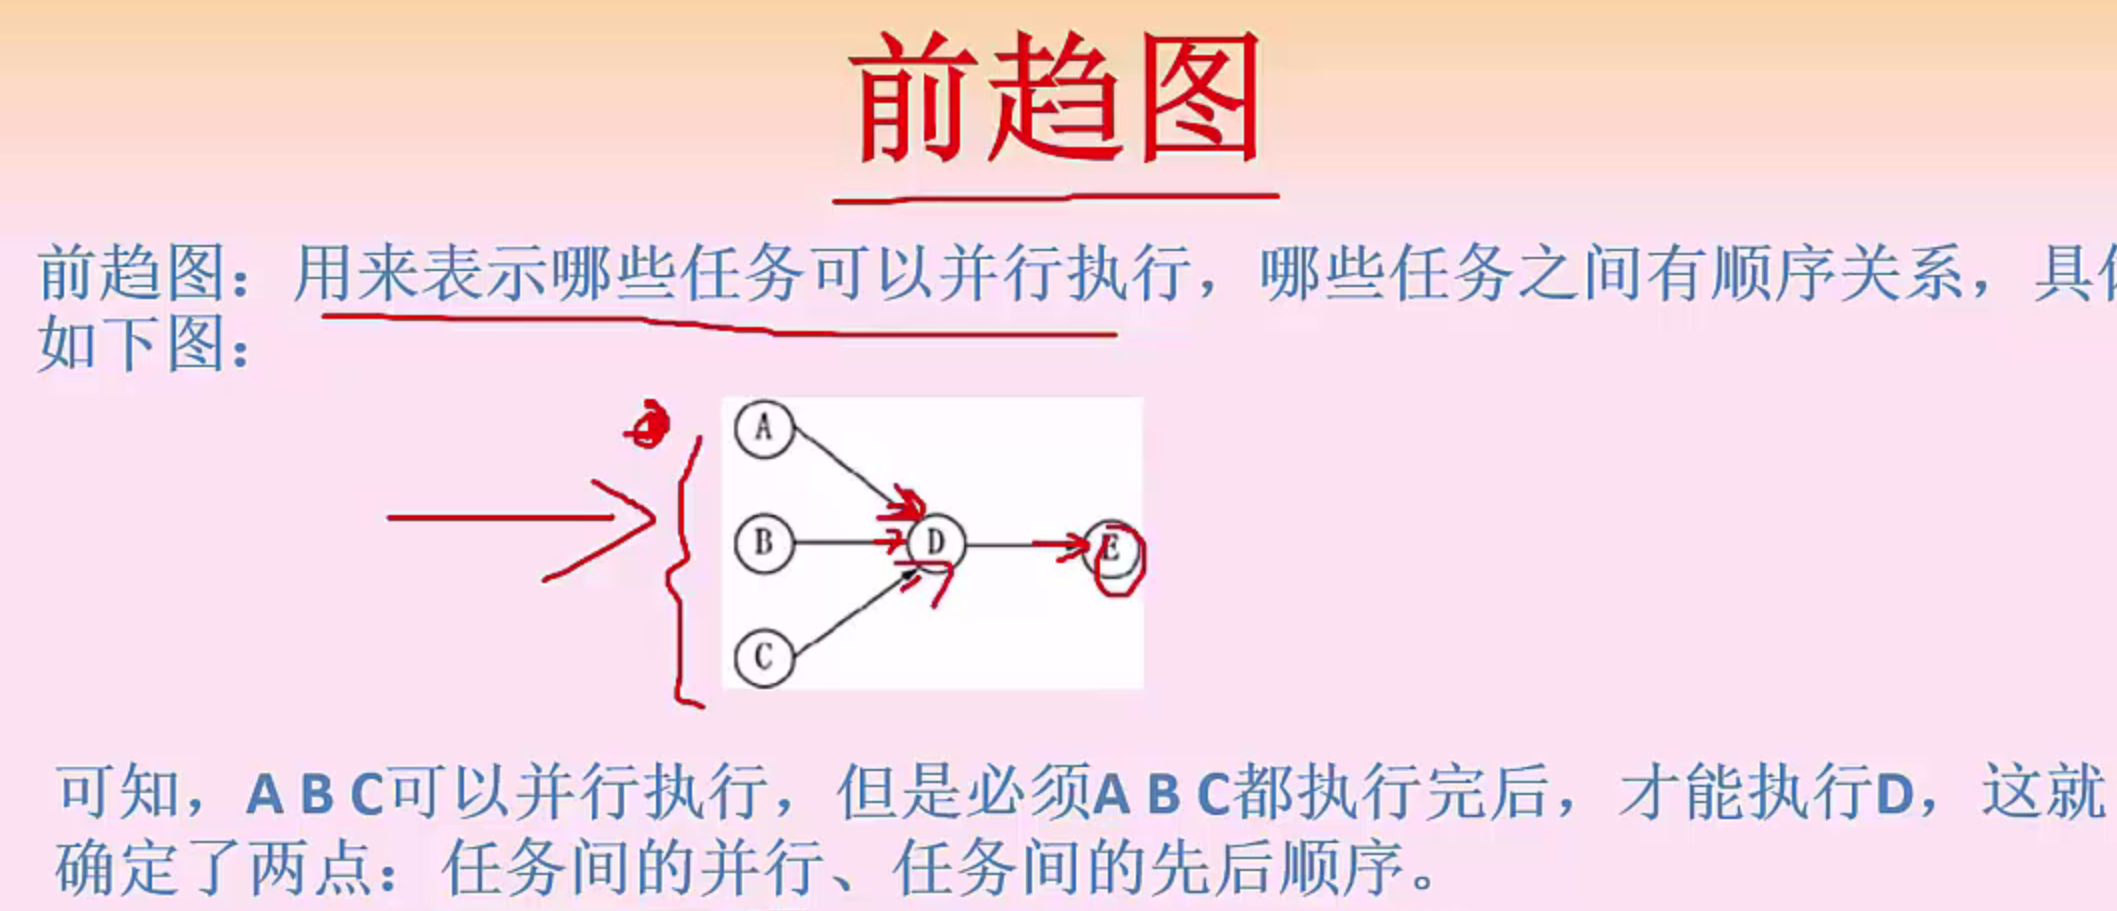 前趋图
前趋图：用来表示哪些任务可以并行执行，哪些任务之间有顺序关系，具
如下图：
A
B
D
E
C
可知，A B C可以并行执行，但是必须A B C都执行完后，才能执行D，这就
确定了两点：任务间的并行、任务间的先后顺序。